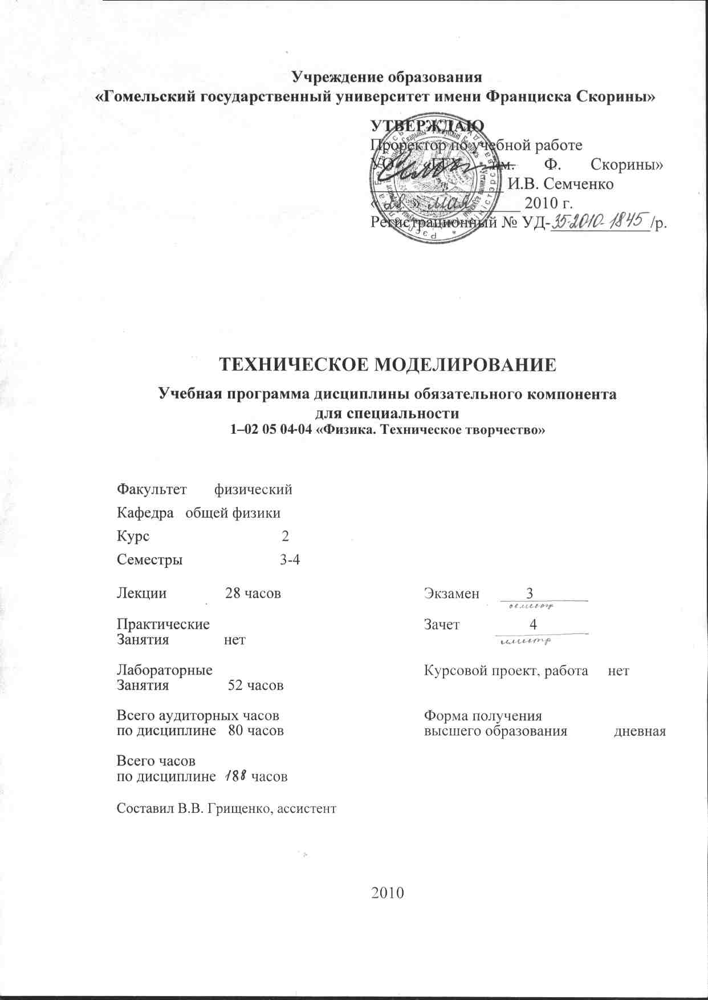 Учреждение образования
«Гомельский государственный университет имени Франциска Скорины»
УТВЕРЖДАЮ
Проректор по учебной работе
УО «ГГУ им. Ф. Скорины»
И.В. Семченко
«28» мая 2010 г.
Регистрационный № УД-35-2010-1845/р.
ТЕХНИЧЕСКОЕ МОДЕЛИРОВАНИЕ
Учебная программа дисциплины обязательного компонента
для специальности
1–02 05 04-04 «Физика. Техническое творчество»
Факультет физический
Кафедра общей физики
Курс 2
Семестры 3-4
Лекции 28 часов
Экзамен 3
семестр
Практические
Занятия нет
Зачет 4
семестр
Лабораторные
Занятия 52 часов
Курсовой проект, работа нет
Всего аудиторных часов
по дисциплине 80 часов
Форма получения
высшего образования дневная
Всего часов
по дисциплине 188 часов
Составил В.В. Грищенко, ассистент
2010